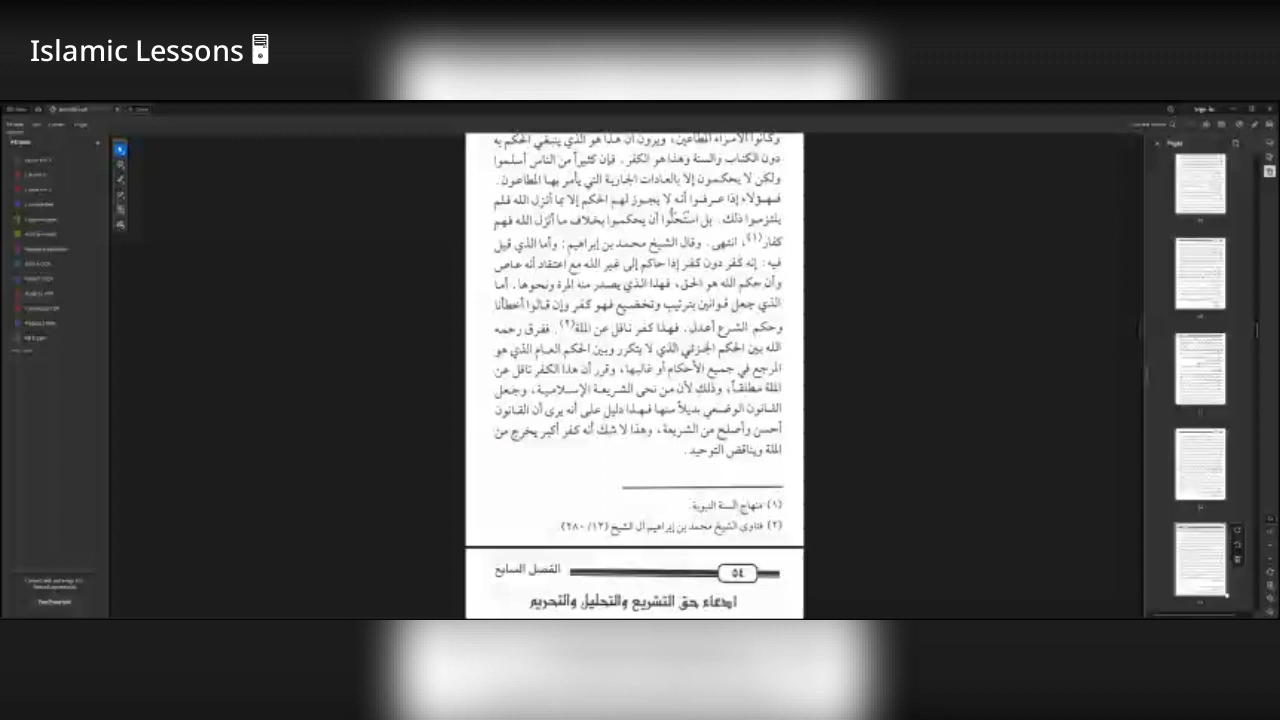 Islamic Lessons 🖥
وكانوا الأمراء المطاعين، ويرون أن هذا هو الذي ينبغي الحكم به
دون الكتاب والسنة وهذا هو الكفر. فإن كثيراً من الناس أسلموا
ولكن لا يحكمون إلا بالعادات الجارية التي يأمر بها المطاعون.
فهؤلاء إذا عرفوا أنه لا يجوز لهم الحكم إلا بما أنزل الله فلم
يلتزموا ذلك. بل استحَلُّوا أن يحكموا بخلاف ما أنزل الله فهم
كفار(١)، انتهى. وقال الشيخ محمد بن إبراهيم: وأما الذي قيل
فيه: إنه كفر دون كفر إذا حاكم إلى غير الله مع اعتقاد أنه عاص
وأن حكم الله هو الحق، فهذا الذي يصدر منه المرة ونحوها. أما
الذي جعل قوانين بترتيب وتخضيع فهو كفر وإن قالوا أخطأنا
وحكم الشرع أعدل. فهذا كفر ناقل عن الملة(٢). ففرق رحمه
الله بين الحكم الجزئي الذي لا يتكرر وبين الحكم العام الذي هو
المرجع في جميع الأحكام أو غالبها، وقرر أن هذا الكفر ناقل عن
الملة مطلقاً، وذلك لأن من نحى الشريعة الإسلامية، وجعل
القانون الوضعي بديلاً منها فهذا دليل على أنه يرى أن القانون
أحسن وأصلح من الشريعة، وهذا لا شك أنه كفر أكبر يخرج من
الملة ويناقض التوحيد.
(١) منهاج السنة النبوية.
(٢) فتاوى الشيخ محمد بن إبراهيم آل الشيخ (١٢/ ٢٨٠)
٥٤ الفصل السابع
ادعاء حق التشريع والتحليل والتحريم